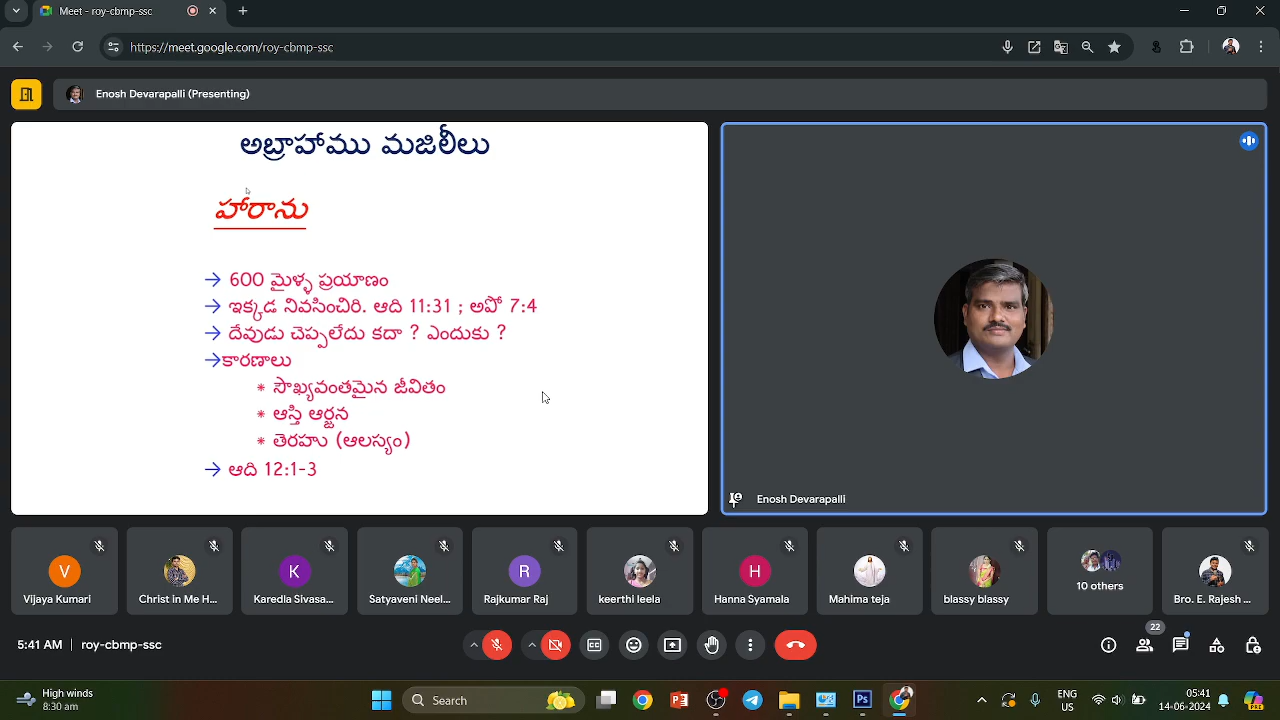 Meet - roy-cbmp-ssc
https://meet.google.com/roy-cbmp-ssc
Enosh Devarapalli (Presenting)
అబ్రాహాము మజిలీలు
హారాను
→ 600 మైళ్ళ ప్రయాణం
→ ఇక్కడ నివసించిరి. ఆది 11:31 ; అపో 7:4
→ దేవుడు చెప్పలేదు కదా ? ఎందుకు ?
→కారణాలు
* సౌఖ్యవంతమైన జీవితం
* ఆస్తి ఆర్జన
* తెరహు (ఆలస్యం)
→ ఆది 12:1-3
Enosh Devarapalli
V K R H
Vijaya Kumari Christ in Me H... Karedla Sivasa... Satyaveni Neel... Rajkumar Raj keerthi leela Hanna Syamala Mahima teja blassy blassy 10 others Bro. E. Rajesh ...
5:41 AM | roy-cbmp-ssc 22
High winds
8:30 am
Search
ENG
US
05:41
14-06-2024